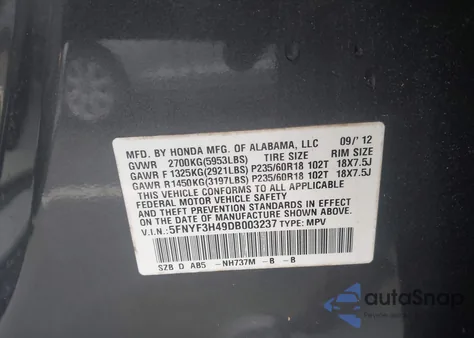 MFD. BY HONDA MFG. OF ALABAMA, LLC 09/'12
GVWR 2700KG(5953LBS) TIRE SIZE RIM SIZE
GAWR F 1325KG(2921LBS) P235/60R18 102T 18X7.5J
GAWR R1450KG(3197LBS) P235/60R18 102T 18X7.5J
THIS VEHICLE CONFORMS TO ALL APPLICABLE
FEDERAL MOTOR VEHICLE SAFETY AND THEFT
PREVENTION STANDARDS IN EFFECT ON THE DATE
OF MANUFACTURE SHOWN ABOVE.
V.I.N.: 5FNYF3H49DB003237 TYPE: MPV
SZB D AB5 -NH737M -B -B
autoSnap